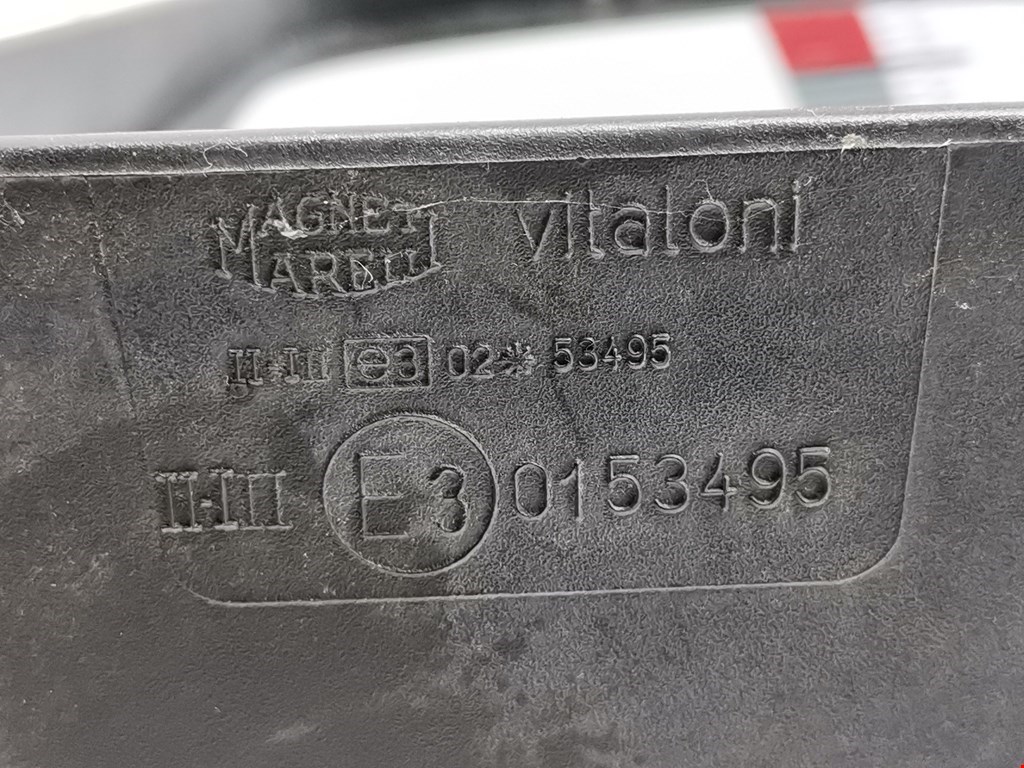 MAGNETI MARELLI vitaloni
II-III e3 02* 53495
II-III E3 0153495